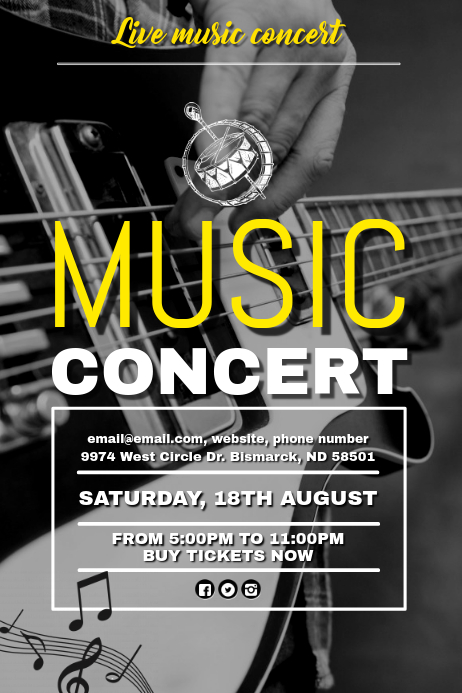 Live music concert
MUSIC
CONCERT
email@email.com, website, phone number
9974 West Circle Dr. Bismarck, ND 58501
SATURDAY, 18TH AUGUST
FROM 5:00PM TO 11:00PM
BUY TICKETS NOW